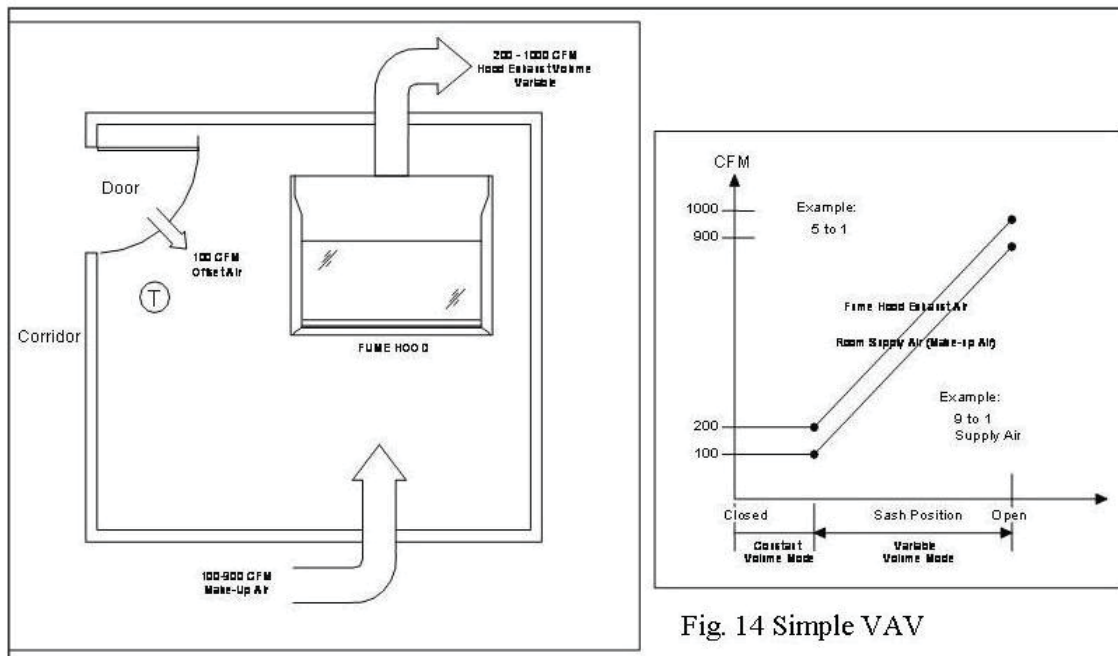 200 - 1000 CFM
Hood Exhaust Volume
Variable
Door
100 CFM
Offset Air
T
Corridor
FUME HOOD
100-900 CFM
Make-Up Air
CFM
1000
900
Example:
5 to 1
Fume Hood Exhaust Air
Room Supply Air (Make-up Air)
Example:
9 to 1
Supply Air
200
100
Closed
Sash Position
Open
Constant
Volume Mode
Variable
Volume Mode
Fig. 14 Simple VAV